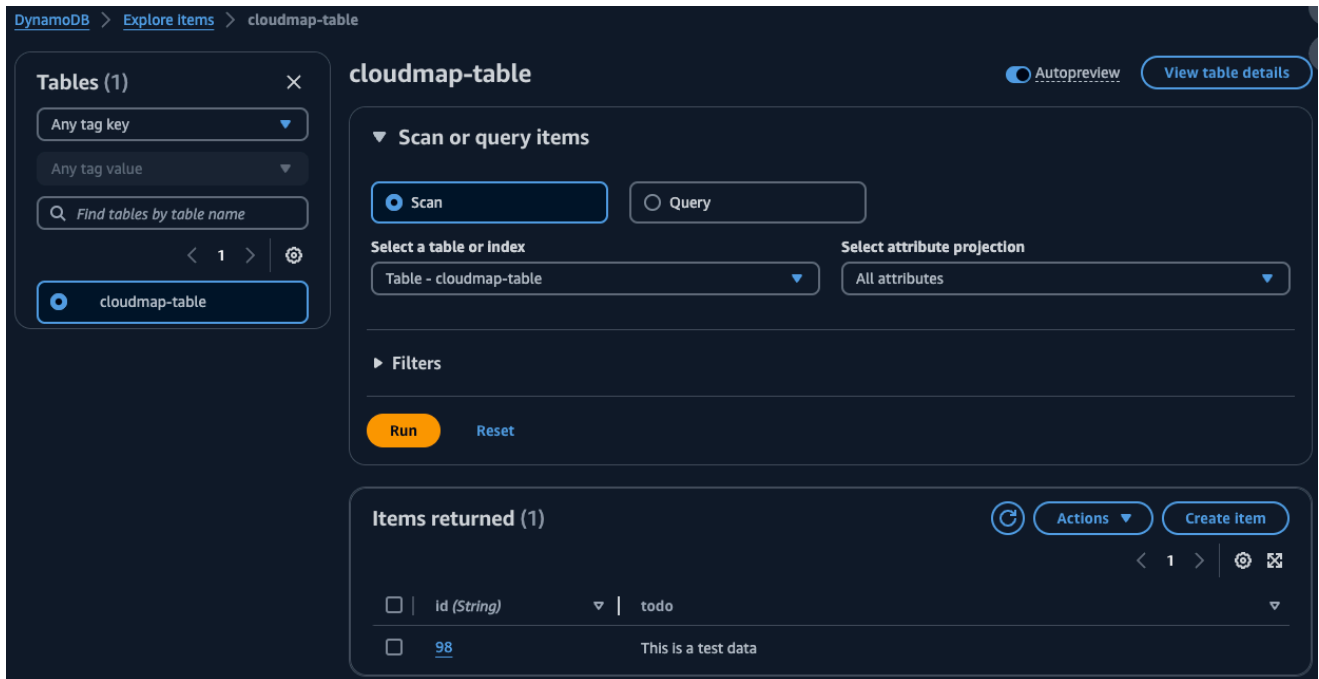 DynamoDB > Explore items > cloudmap-table
Tables (1)
Any tag key
Any tag value
Find tables by table name
1
cloudmap-table
cloudmap-table
Autopreview
View table details
Scan or query items
Scan
Query
Select a table or index
Select attribute projection
Table - cloudmap-table
All attributes
Filters
Run
Reset
Items returned (1)
Actions
Create item
1
id (String)
todo
98
This is a test data